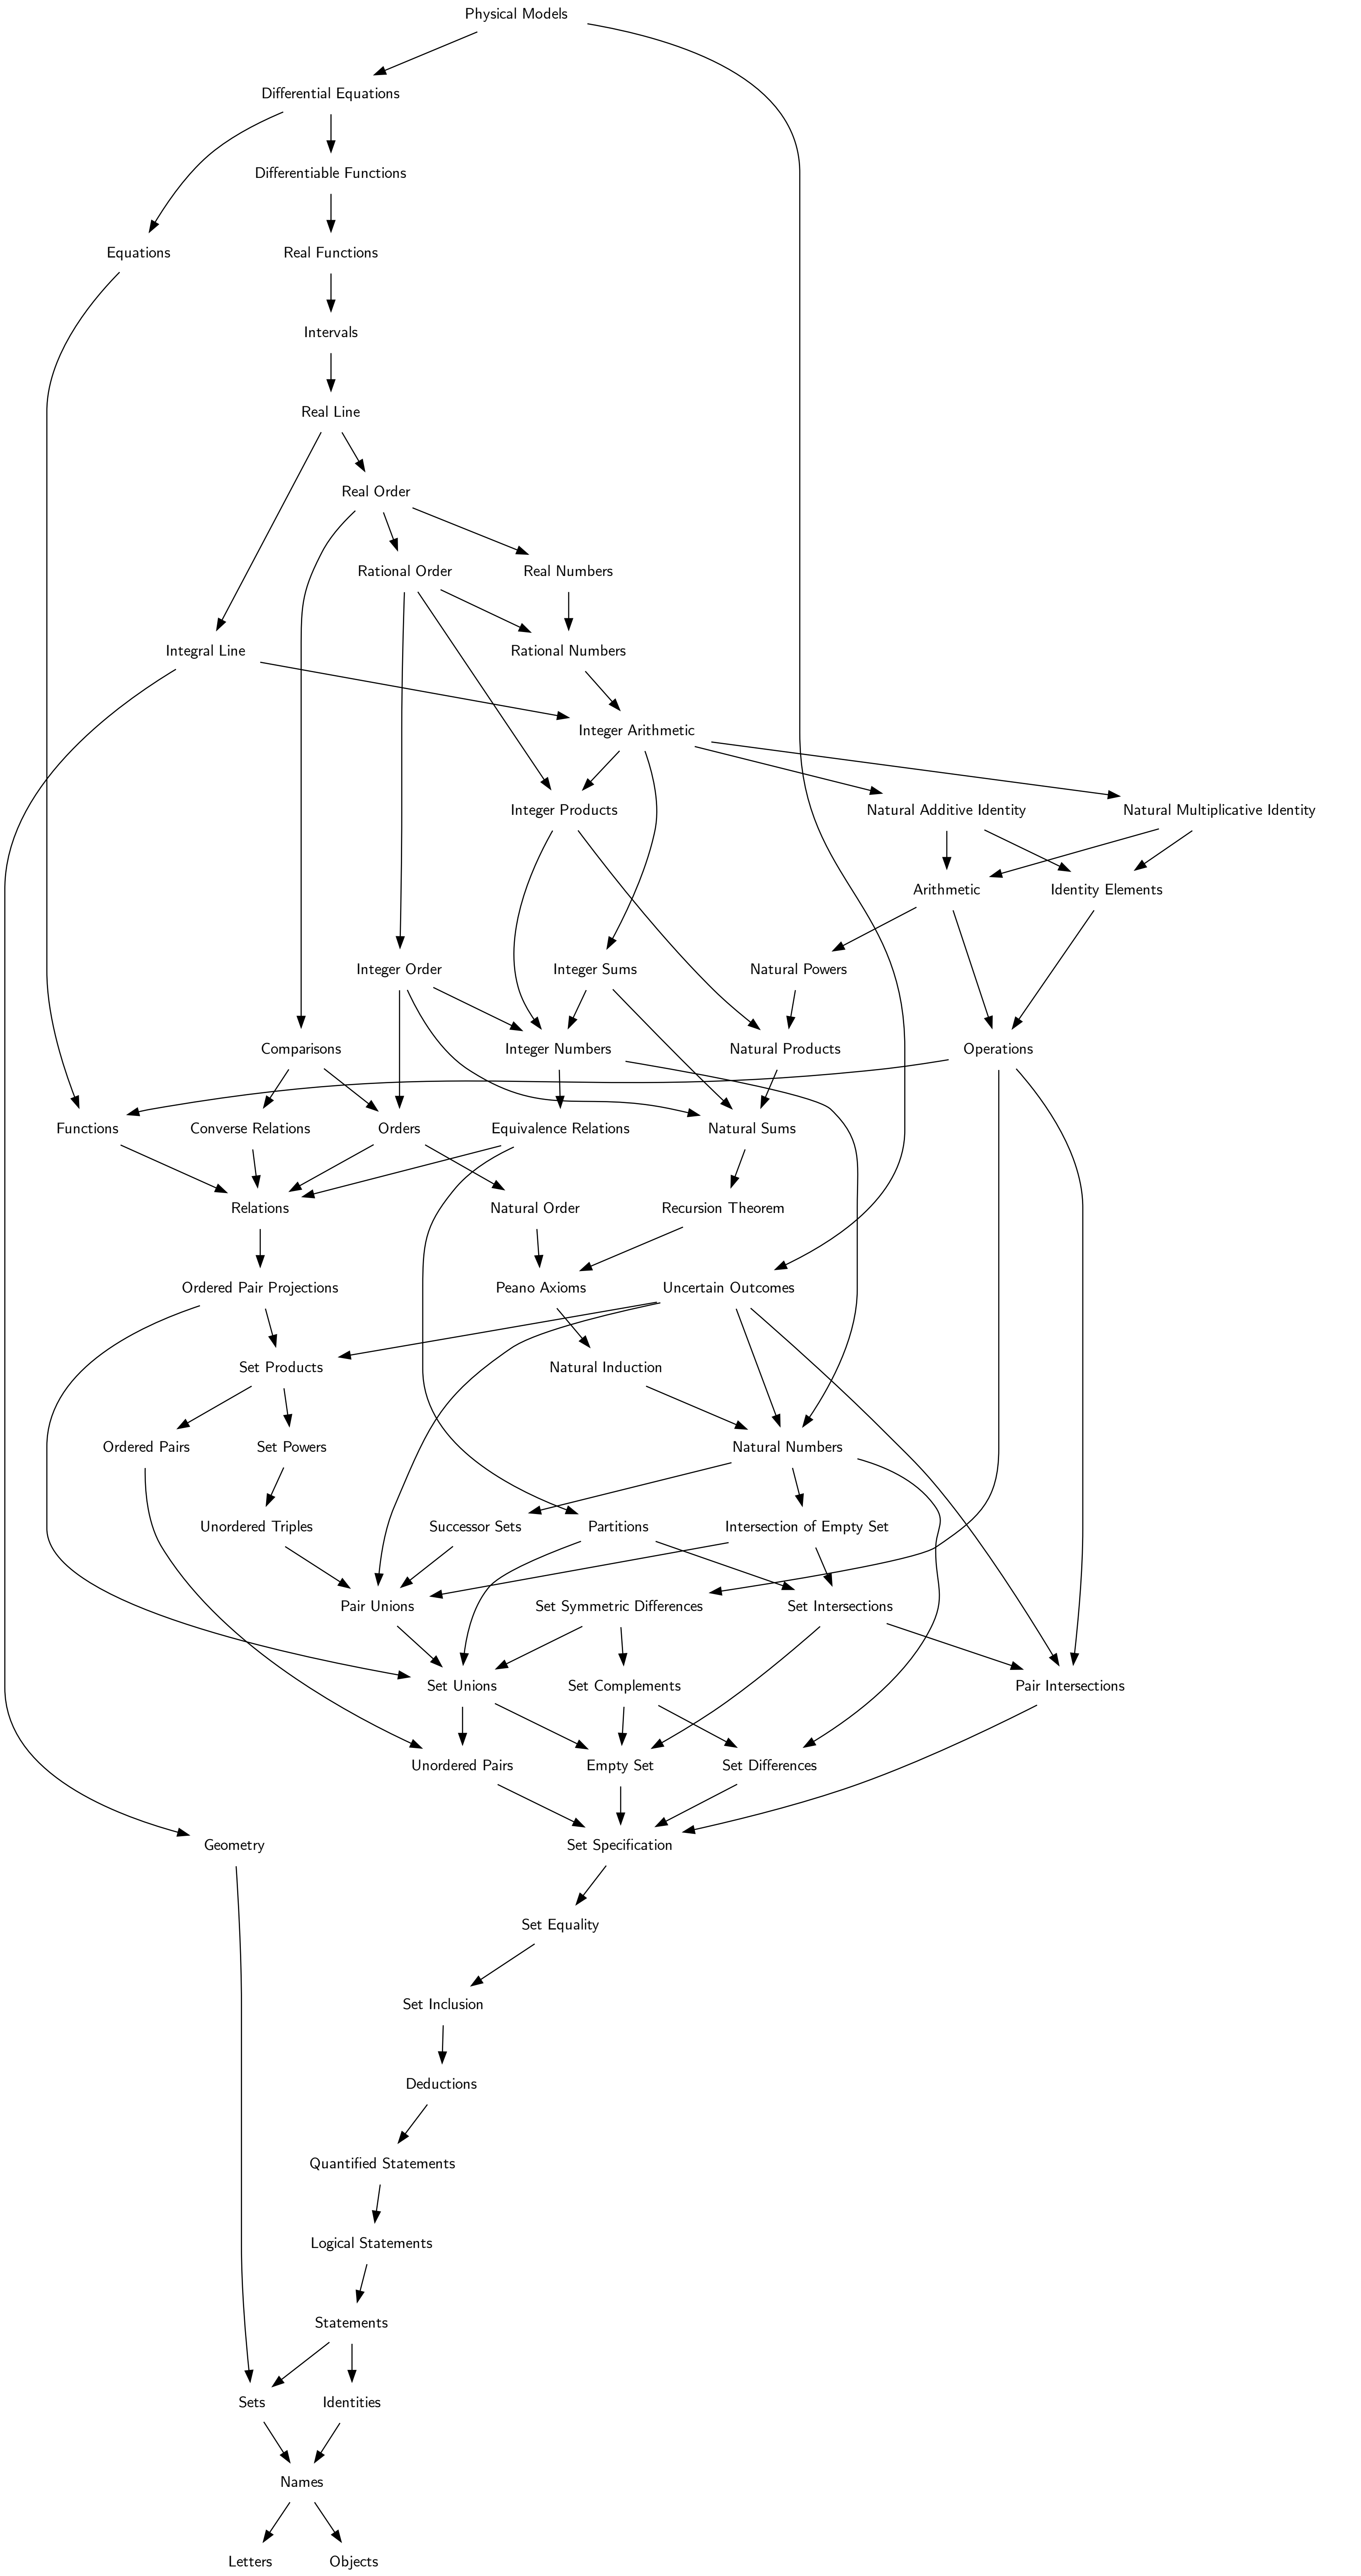 Physical Models
Differential Equations
Differentiable Functions
Equations
Real Functions
Intervals
Real Line
Real Order
Rational Order
Real Numbers
Integral Line
Rational Numbers
Integer Arithmetic
Integer Products
Natural Additive Identity
Natural Multiplicative Identity
Arithmetic
Identity Elements
Integer Order
Integer Sums
Natural Powers
Comparisons
Integer Numbers
Natural Products
Operations
Functions
Converse Relations
Orders
Equivalence Relations
Natural Sums
Relations
Natural Order
Recursion Theorem
Ordered Pair Projections
Peano Axioms
Uncertain Outcomes
Set Products
Natural Induction
Ordered Pairs
Set Powers
Natural Numbers
Unordered Triples
Successor Sets
Partitions
Intersection of Empty Set
Pair Unions
Set Symmetric Differences
Set Intersections
Set Unions
Set Complements
Pair Intersections
Unordered Pairs
Empty Set
Set Differences
Geometry
Set Specification
Set Equality
Set Inclusion
Deductions
Quantified Statements
Logical Statements
Statements
Sets
Identities
Names
Letters
Objects